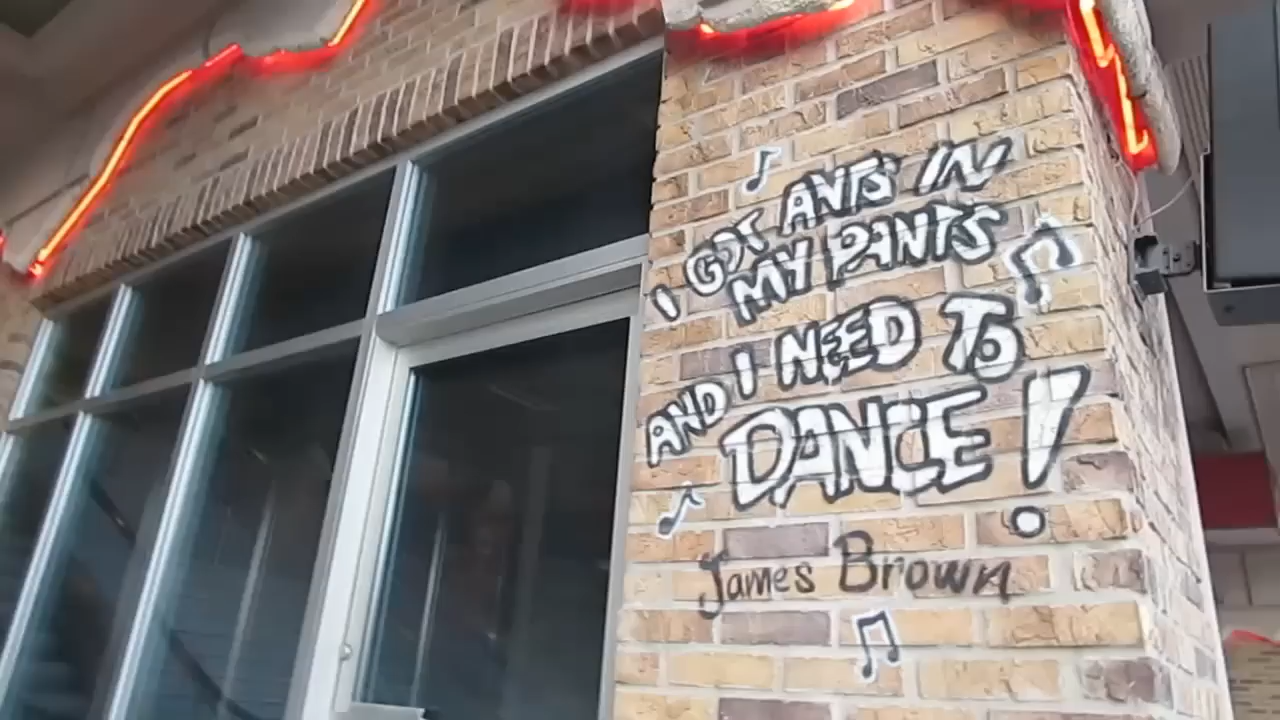 I GOT ANTS IN
MY PANTS
AND I NEED TO
DANCE!
James Brown